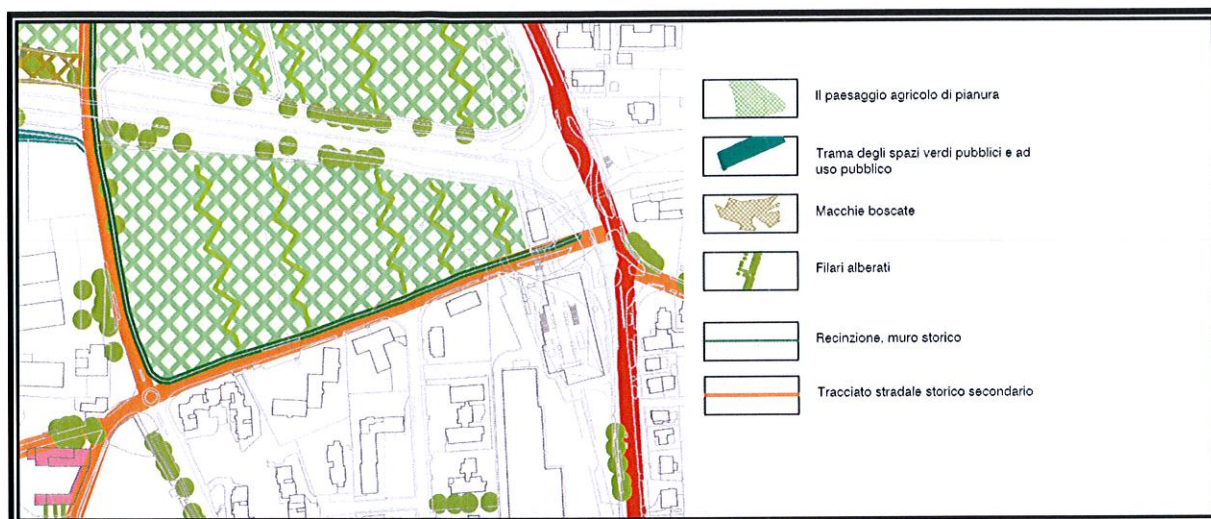 Il paesaggio agricolo di pianura
Trama degli spazi verdi pubblici e ad
uso pubblico
Macchie boscate
Filari alberati
Recinzione, muro storico
Tracciato stradale storico secondario